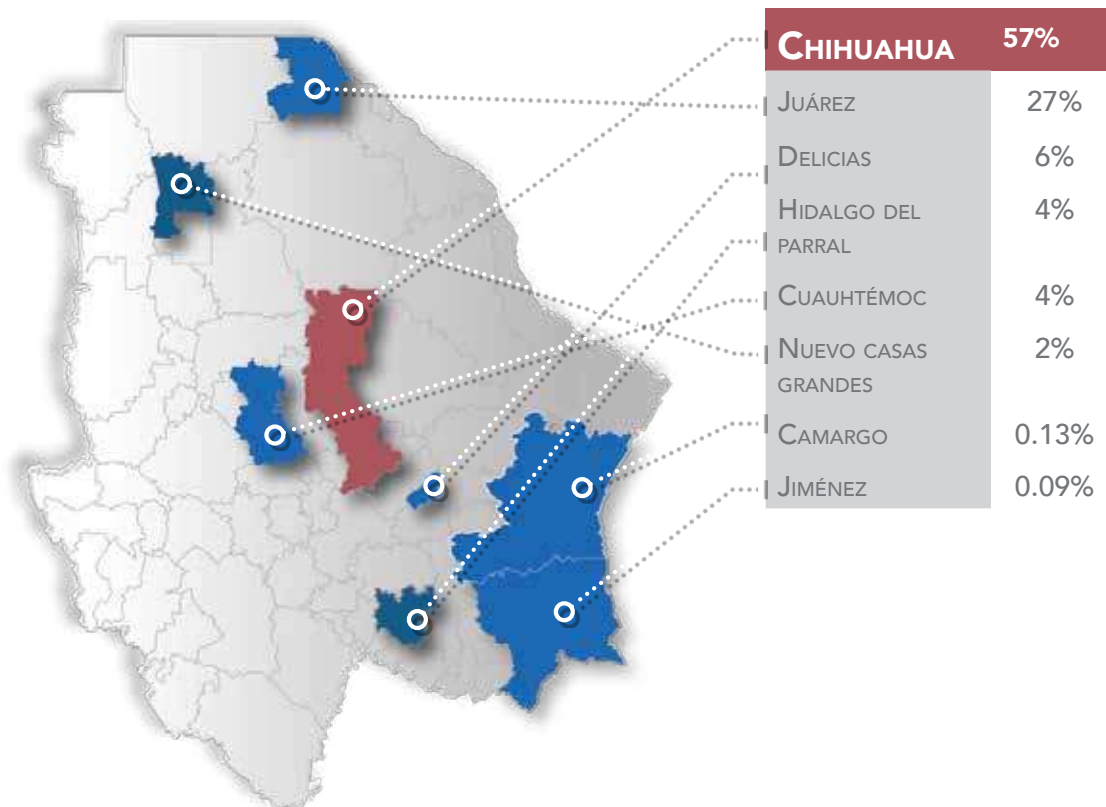 CHIHUAHUA 57%
JUÁREZ 27%
DELICIAS 6%
HIDALGO DEL 4%
PARRAL
CUAUHTÉMOC 4%
NUEVO CASAS 2%
GRANDES
CAMARGO 0.13%
JIMÉNEZ 0.09%